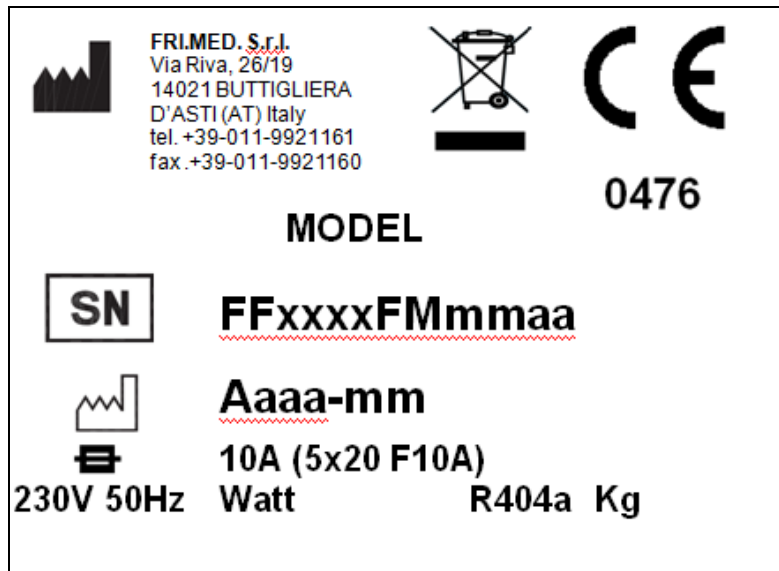 FRI.MED. S.r.l.
Via Riva, 26/19
14021 BUTTIGLIERA
D'ASTI (AT) Italy
tel. +39-011-9921161
fax .+39-011-9921160
CE
0476
MODEL
SN FFxxxxFMmmaa
Aaaa-mm
10A (5x20 F10A)
230V 50Hz Watt R404a Kg